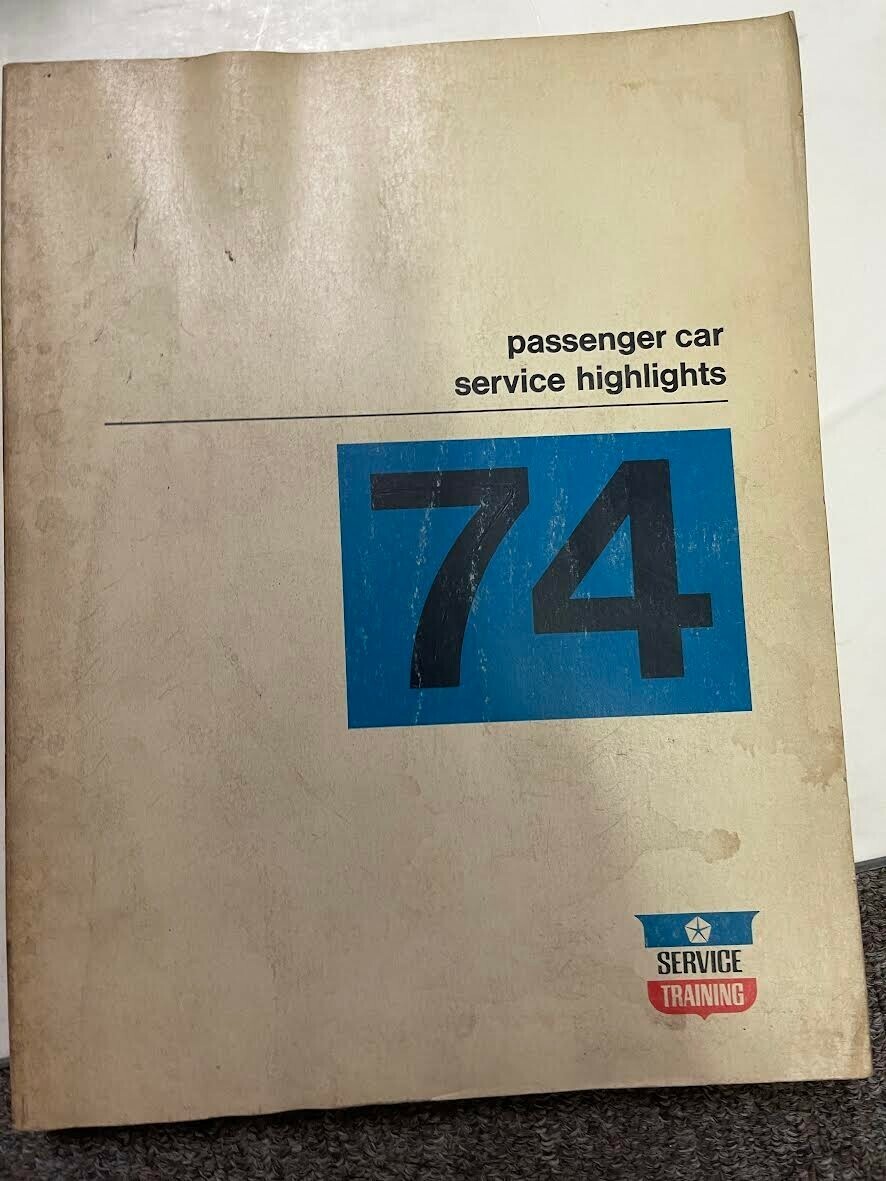 passenger car
service highlights
74
SERVICE
TRAINING